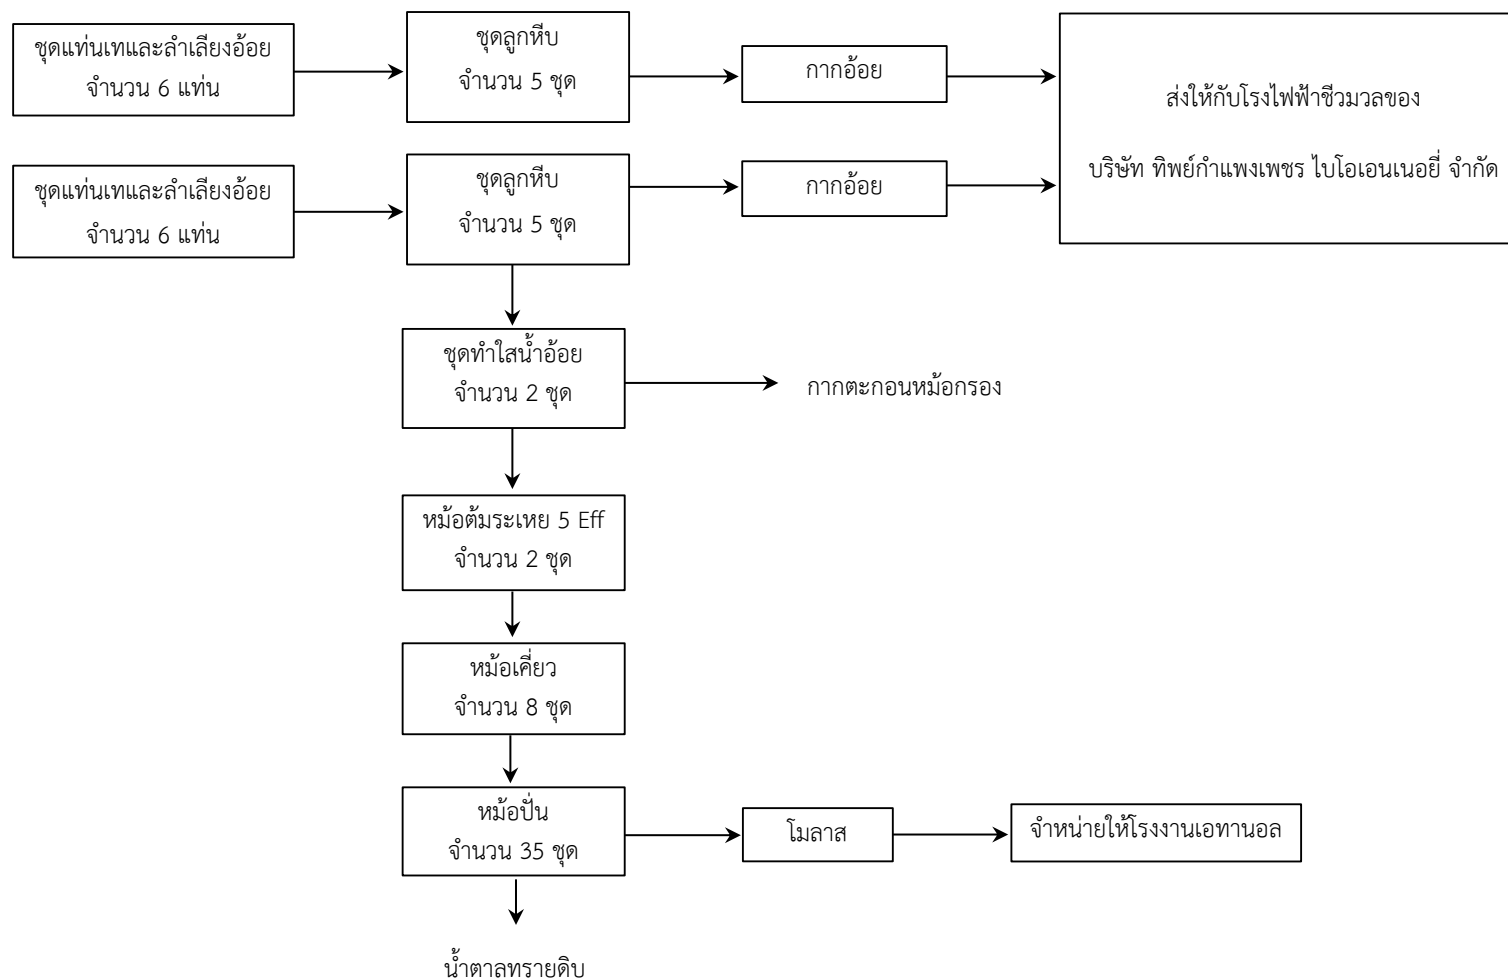 ชุดแท่นเทและลำเลียงอ้อย
จำนวน 6 แท่น
ชุดลูกหีบ
จำนวน 5 ชุด
กากอ้อย
ส่งให้กับโรงไฟฟ้าชีวมวลของ
บริษัท ทิพย์กำแพงเพชร ไบโอเอนเนอยี่ จำกัด
ชุดแท่นเทและลำเลียงอ้อย
จำนวน 6 แท่น
ชุดลูกหีบ
จำนวน 5 ชุด
กากอ้อย
ชุดทำใสน้ำอ้อย
จำนวน 2 ชุด
กากตะกอนหม้อกรอง
หม้อต้มระเหย 5 Eff
จำนวน 2 ชุด
หม้อเคี่ยว
จำนวน 8 ชุด
หม้อปั่น
จำนวน 35 ชุด
โมลาส
จำหน่ายให้โรงงานเอทานอล
น้ำตาลทรายดิบ